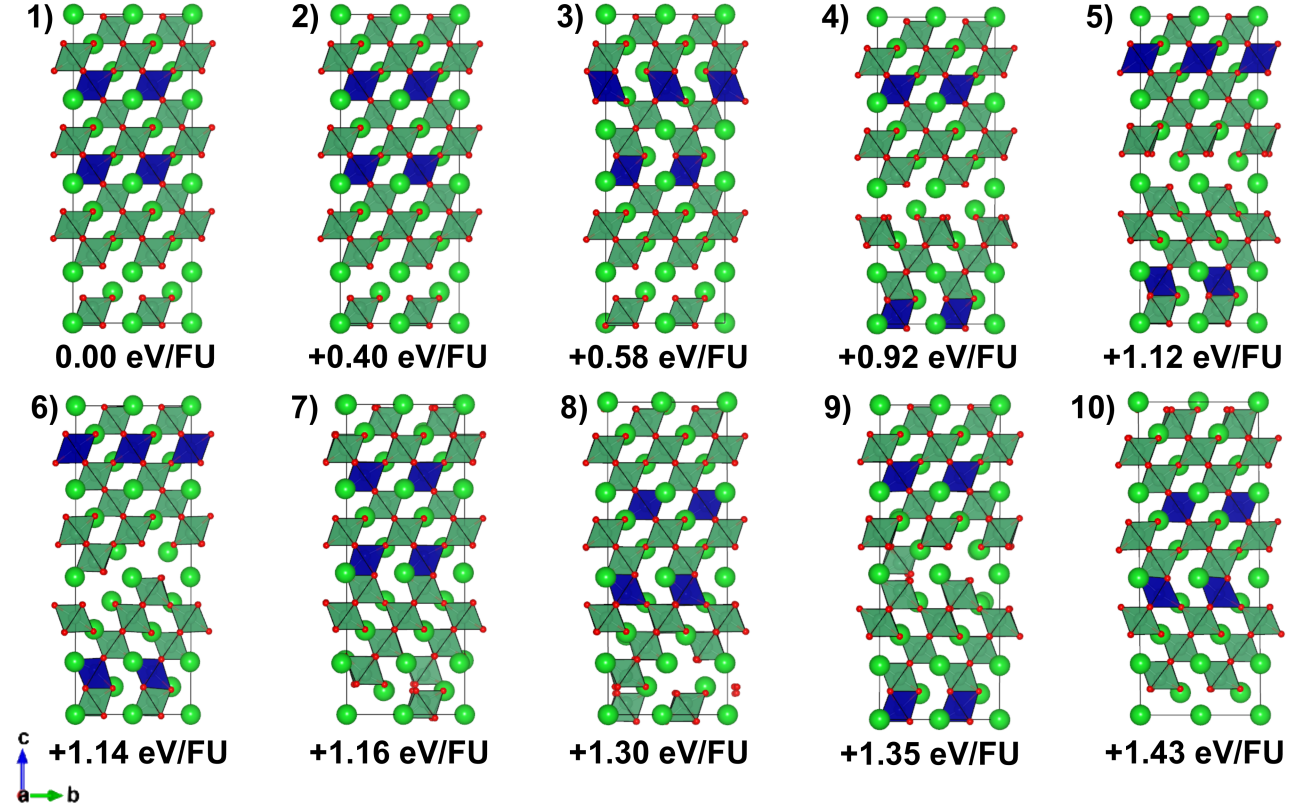 1) 2) 3) 4) 5)
0.00 eV/FU +0.40 eV/FU +0.58 eV/FU +0.92 eV/FU +1.12 eV/FU
6) 7) 8) 9) 10)
+1.14 eV/FU +1.16 eV/FU +1.30 eV/FU +1.35 eV/FU +1.43 eV/FU
c
a b